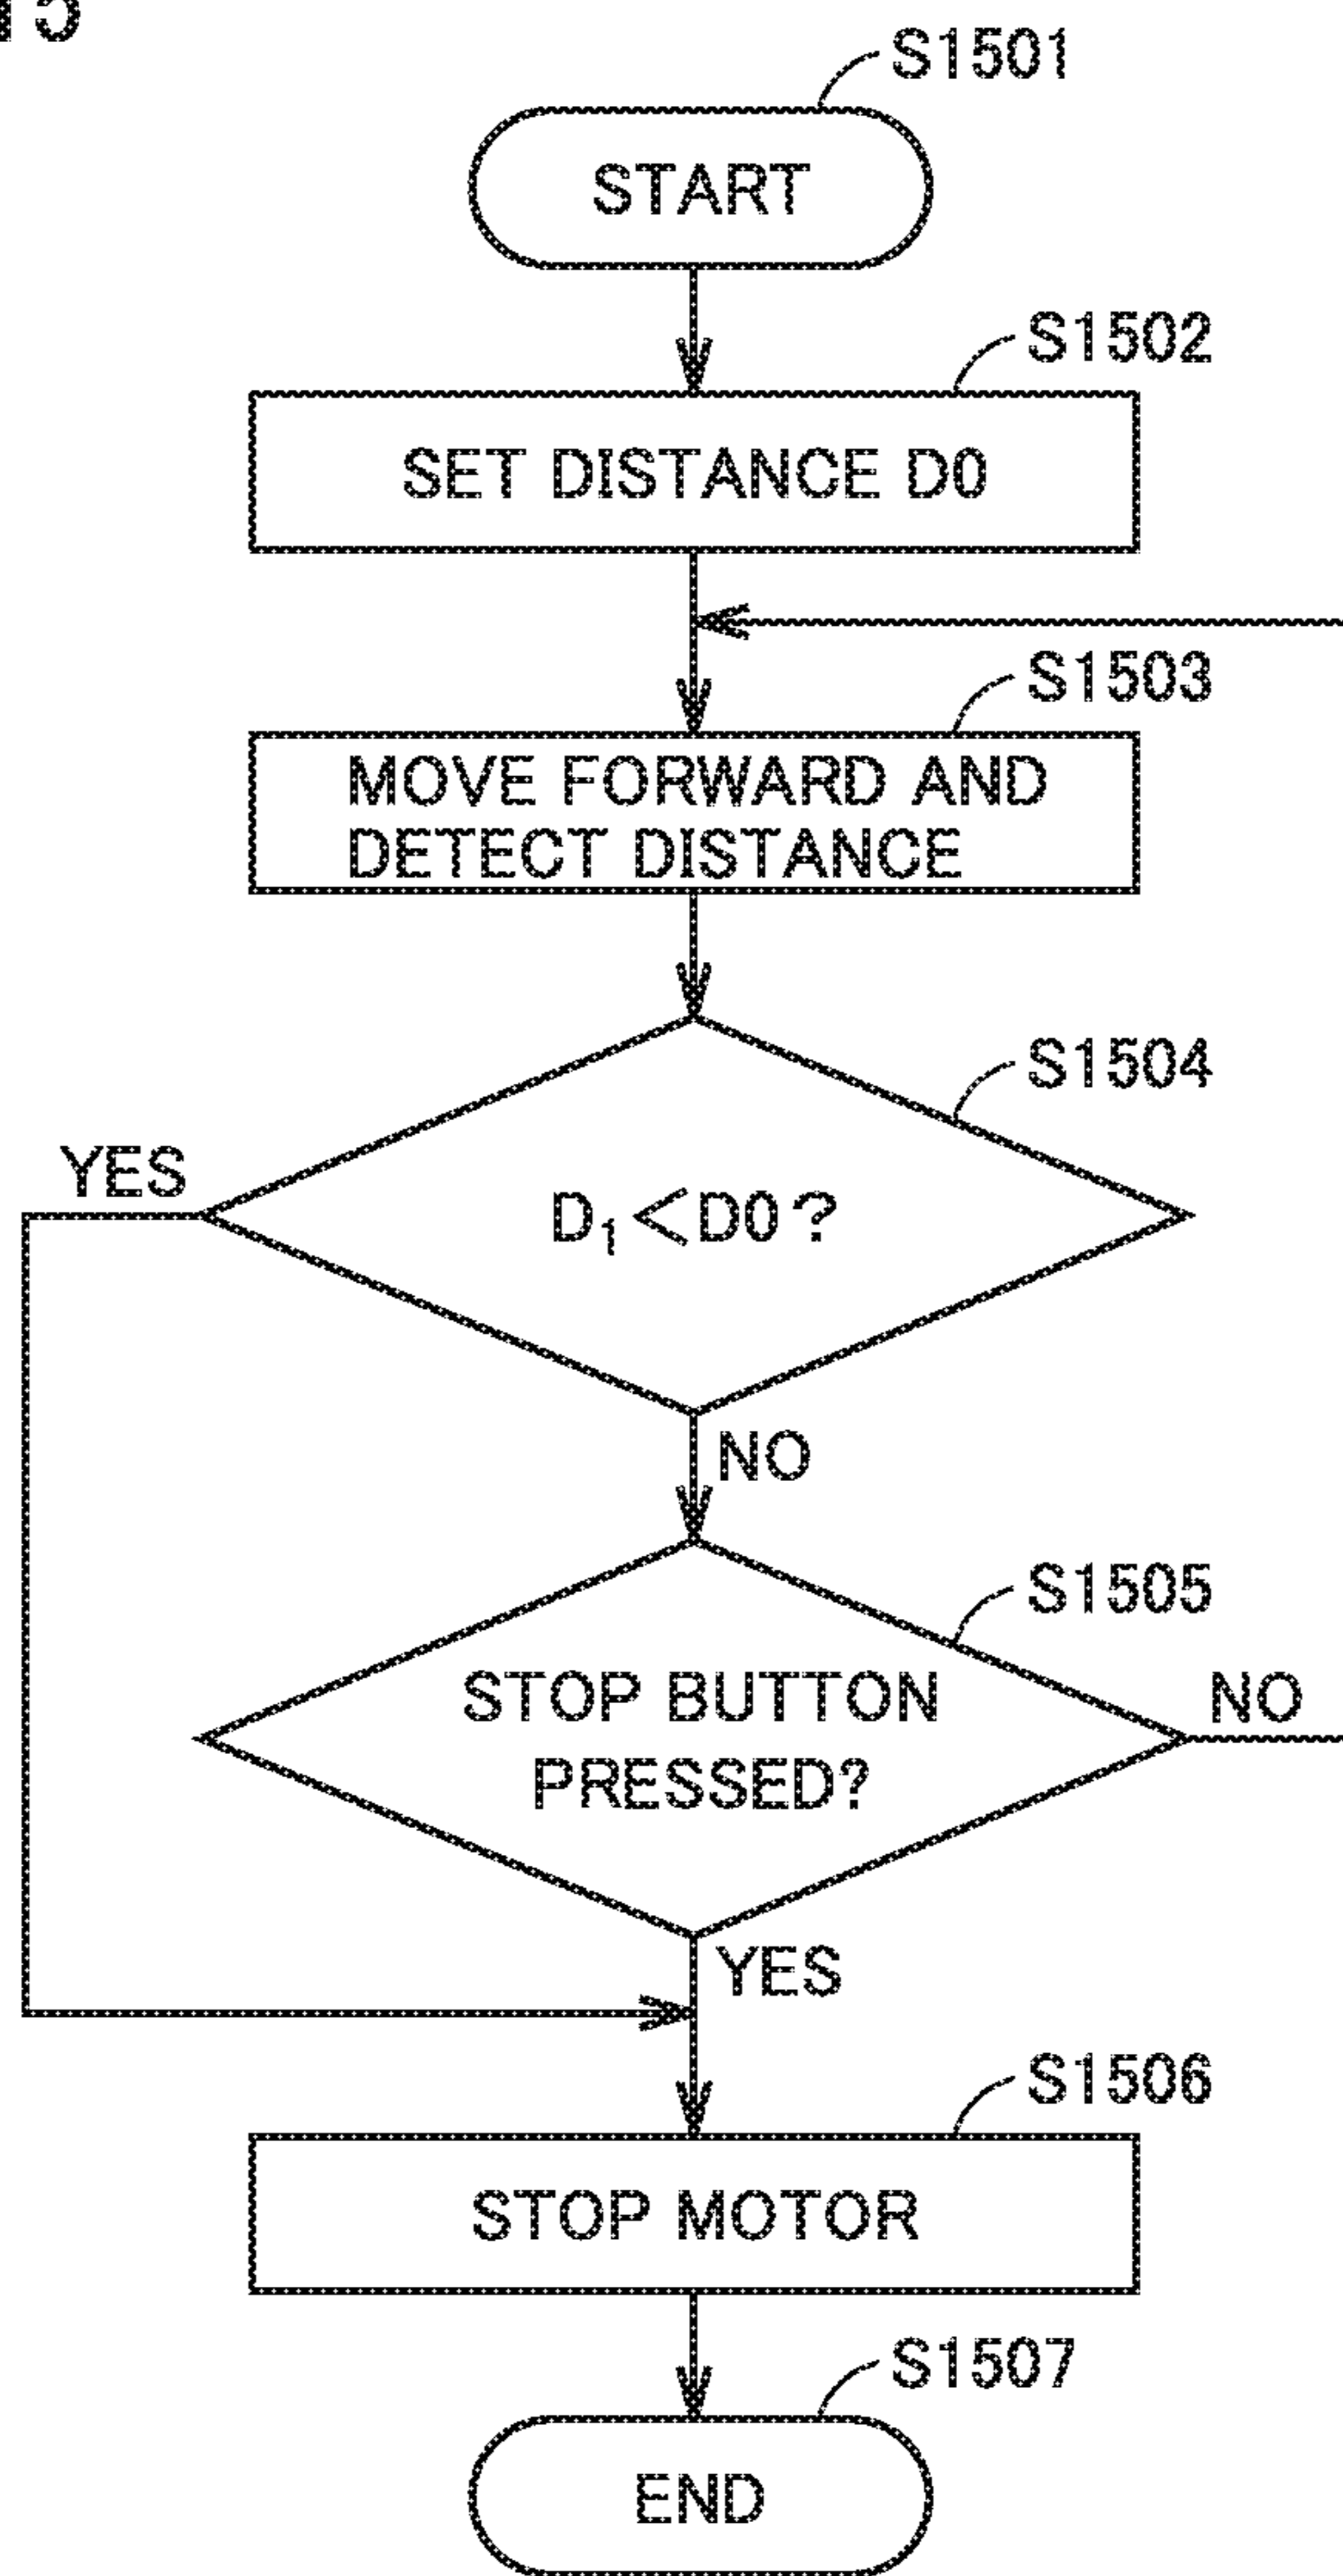 15
S1501
START
S1502
SET DISTANCE D0
S1503
MOVE FORWARD AND
DETECT DISTANCE
S1504
YES
D₁<D0?
NO
S1505
STOP BUTTON
PRESSED?
NO
YES
S1506
STOP MOTOR
S1507
END